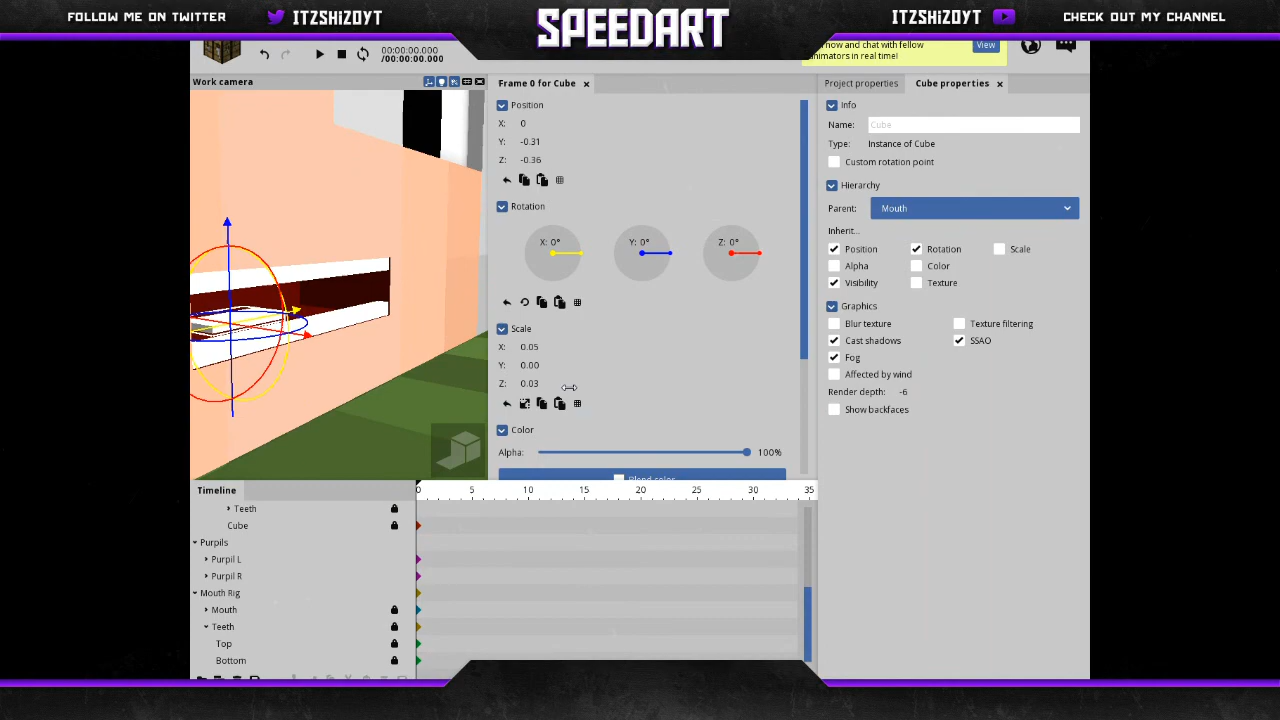 FOLLOW ME ON TWITTER
ITZSHIZOYT
SPEEDART
ITZSHIZOYT
CHECK OUT MY CHANNEL
00:00:00.000
/00:00:00.000
now and chat with fellow
animators in real time!
View
Work camera
Frame 0 for Cube
Position
X: 0
Y: -0.31
Z: -0.36
Rotation
X: 0°
Y: 0°
Z: 0°
Scale
X: 0.05
Y: 0.00
Z: 0.03
Color
Alpha:
100%
Blend color
Project properties
Cube properties
Info
Name:
Cube
Type:
Instance of Cube
Custom rotation point
Hierarchy
Parent:
Mouth
Inherit...
Position
Rotation
Scale
Alpha
Color
Visibility
Texture
Graphics
Blur texture
Texture filtering
Cast shadows
SSAO
Fog
Affected by wind
Render depth: -6
Show backfaces
Timeline
0
5
10
15
20
25
30
35
Teeth
Cube
Purpils
Purpil L
Purpil R
Mouth Rig
Mouth
Teeth
Top
Bottom